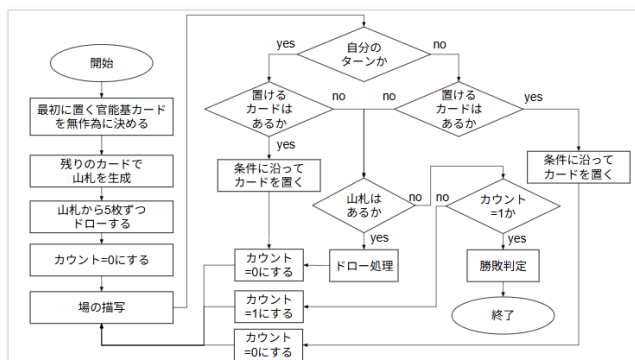 開始
最初に置く官能基カード
を無作為に決める
残りのカードで
山札を生成
山札から5枚ずつ
ドローする
カウント=0にする
場の描写
自分の
ターンか
yes
no
置ける
カードは
あるか
no
yes
条件に沿って
カードを置く
カウント
=0にする
no
置ける
カードは
あるか
yes
条件に沿って
カードを置く
山札は
あるか
no
yes
ドロー処理
カウント
=1か
no
yes
勝敗判定
終了
カウント
=1にする
カウント
=0にする